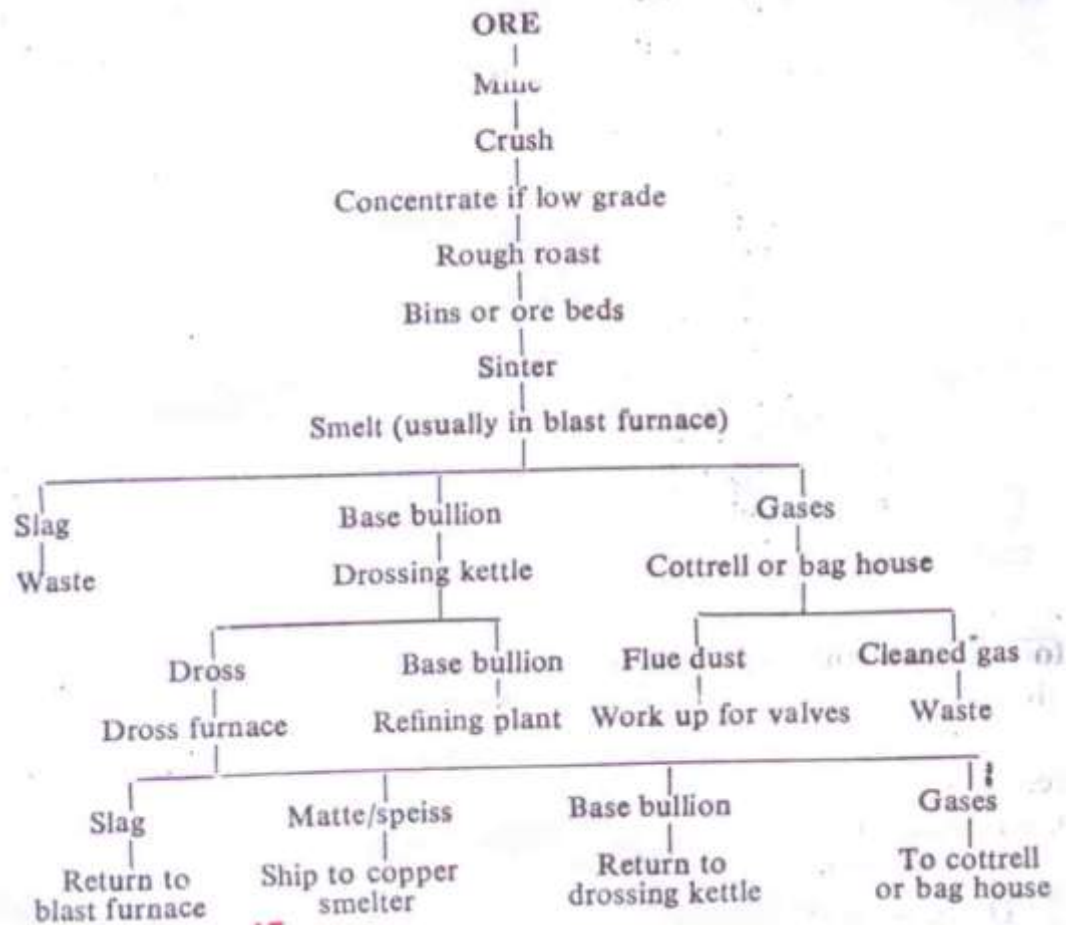 ORE
Mine
Crush
Concentrate if low grade
Rough roast
Bins or ore beds
Sinter
Smelt (usually in blast furnace)
Slag
Base bullion
Gases
Waste
Drossing kettle
Cottrell or bag house
Dross
Base bullion
Flue dust
Cleaned gas
Dross furnace
Refining plant
Work up for valves
Waste
Slag
Matte/speiss
Base bullion
Gases
Return to
blast furnace
Ship to copper
smelter
Return to
drossing kettle
To cottrell
or bag house